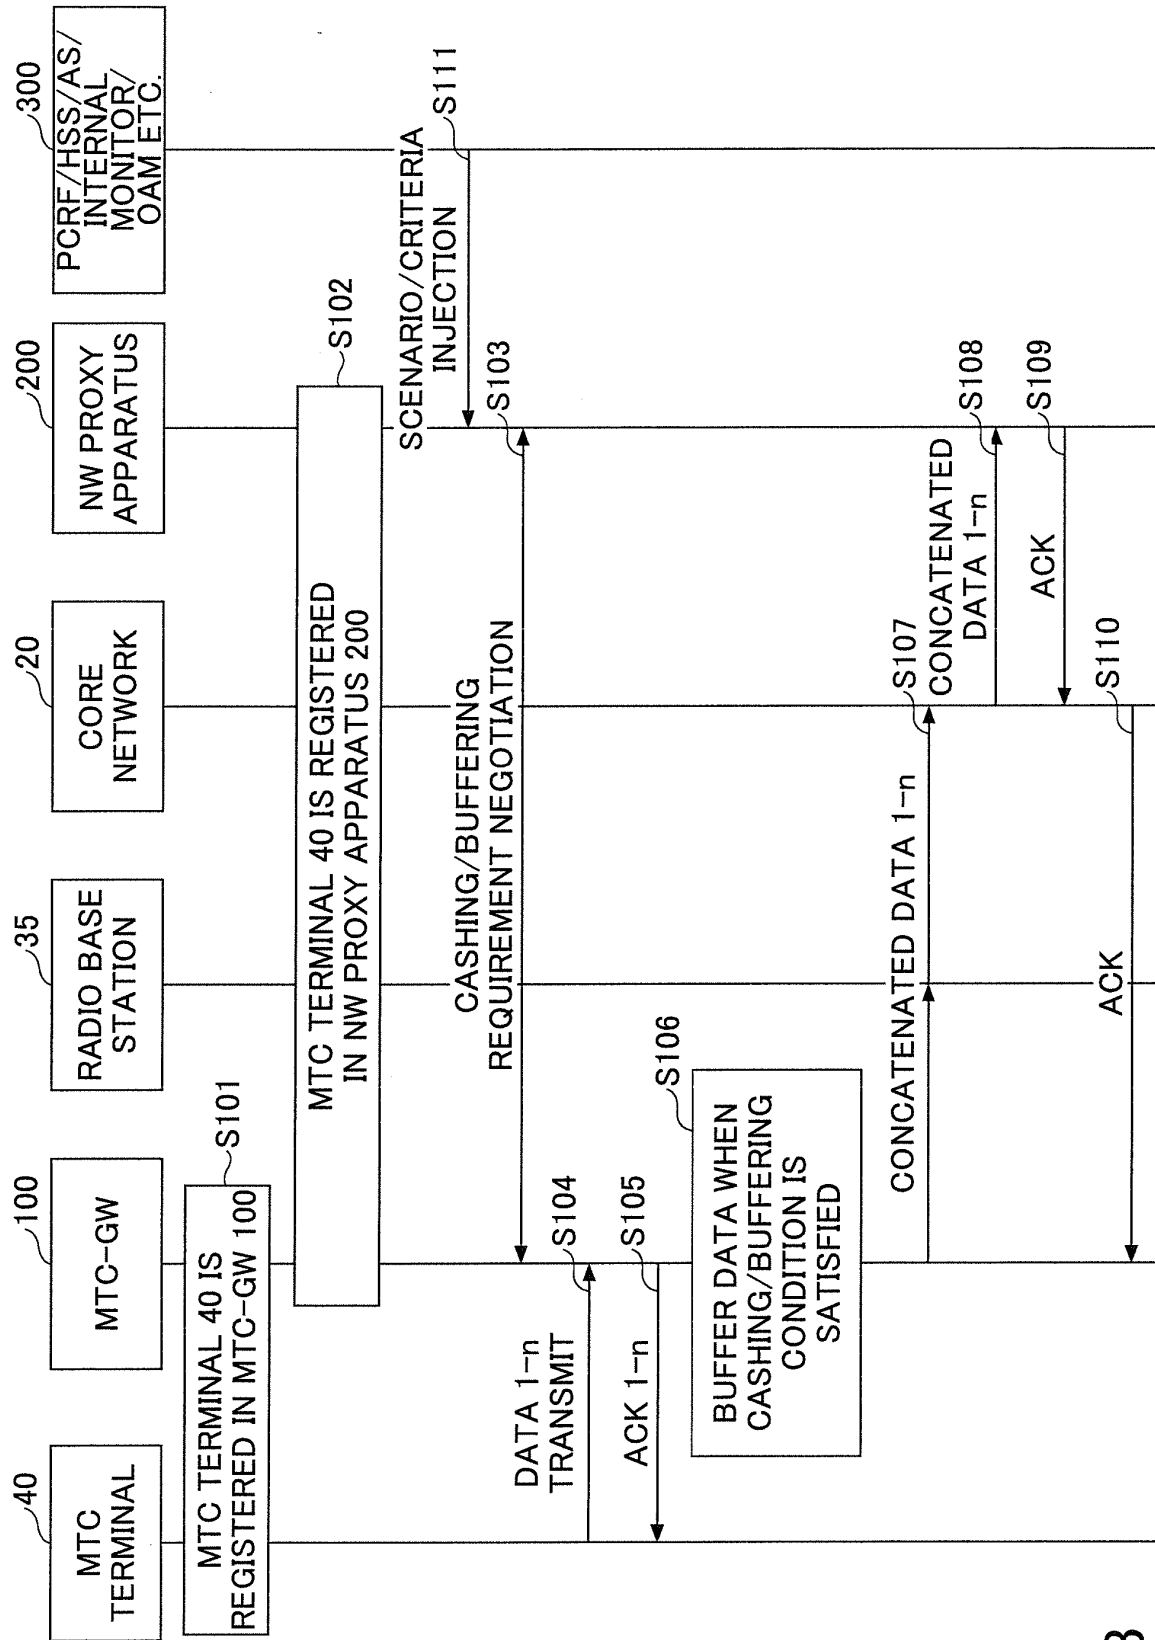 40
MTC
TERMINAL
100
MTC-GW
35
RADIO BASE
STATION
20
CORE
NETWORK
200
NW PROXY
APPARATUS
300
PCRF/HSS/AS/
INTERNAL
MONITOR/
OAM ETC.
MTC TERMINAL 40 IS
REGISTERED IN MTC-GW 100
S101
MTC TERMINAL 40 IS REGISTERED
IN NW PROXY APPARATUS 200
S102
SCENARIO/CRITERIA
INJECTION
S111
CASHING/BUFFERING
REQUIREMENT NEGOTIATION
S103
DATA 1-n
TRANSMIT
S104
ACK 1-n
S105
S106
BUFFER DATA WHEN
CASHING/BUFFERING
CONDITION IS
SATISFIED
CONCATENATED DATA 1-n
S107
CONCATENATED
DATA 1-n
S108
ACK
S109
ACK
S110